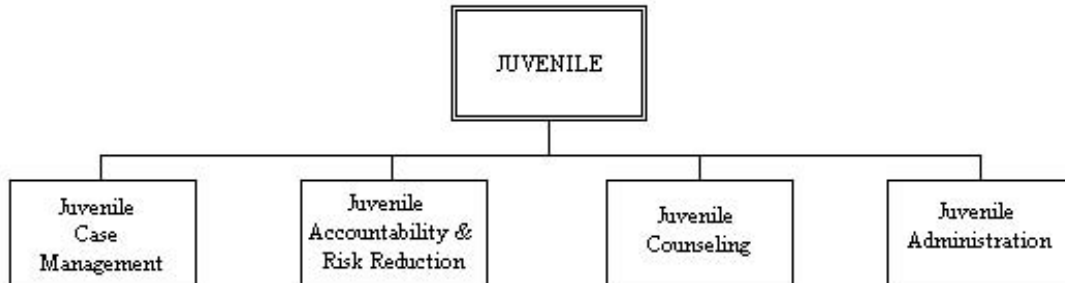 JUVENILE
Juvenile
Case
Management
Juvenile
Accountability &
Risk Reduction
Juvenile
Counseling
Juvenile
Administration